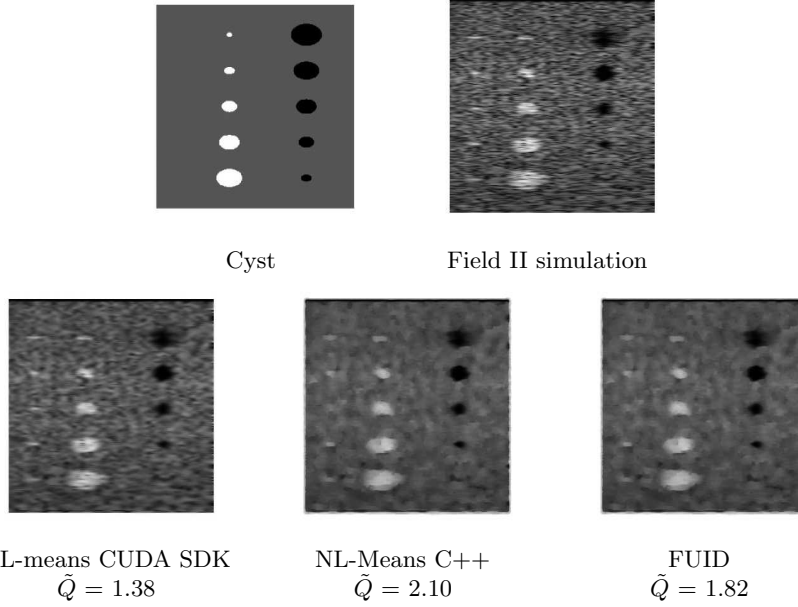 Cyst
Field II simulation
L-means CUDA SDK
Q̃ = 1.38
NL-Means C++
Q̃ = 2.10
FUID
Q̃ = 1.82